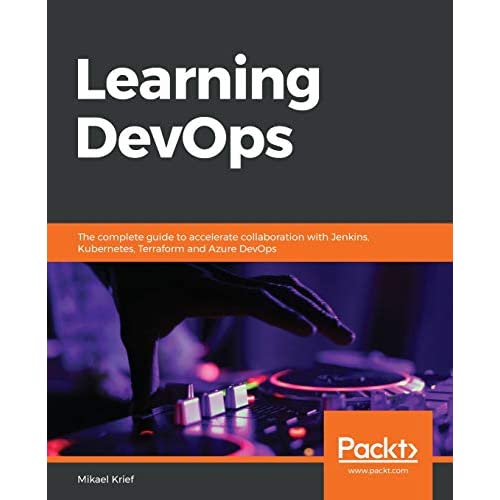 Learning
DevOps
The complete guide to accelerate collaboration with Jenkins,
Kubernetes, Terraform and Azure DevOps
Packt>
www.packt.com
Mikael Krief